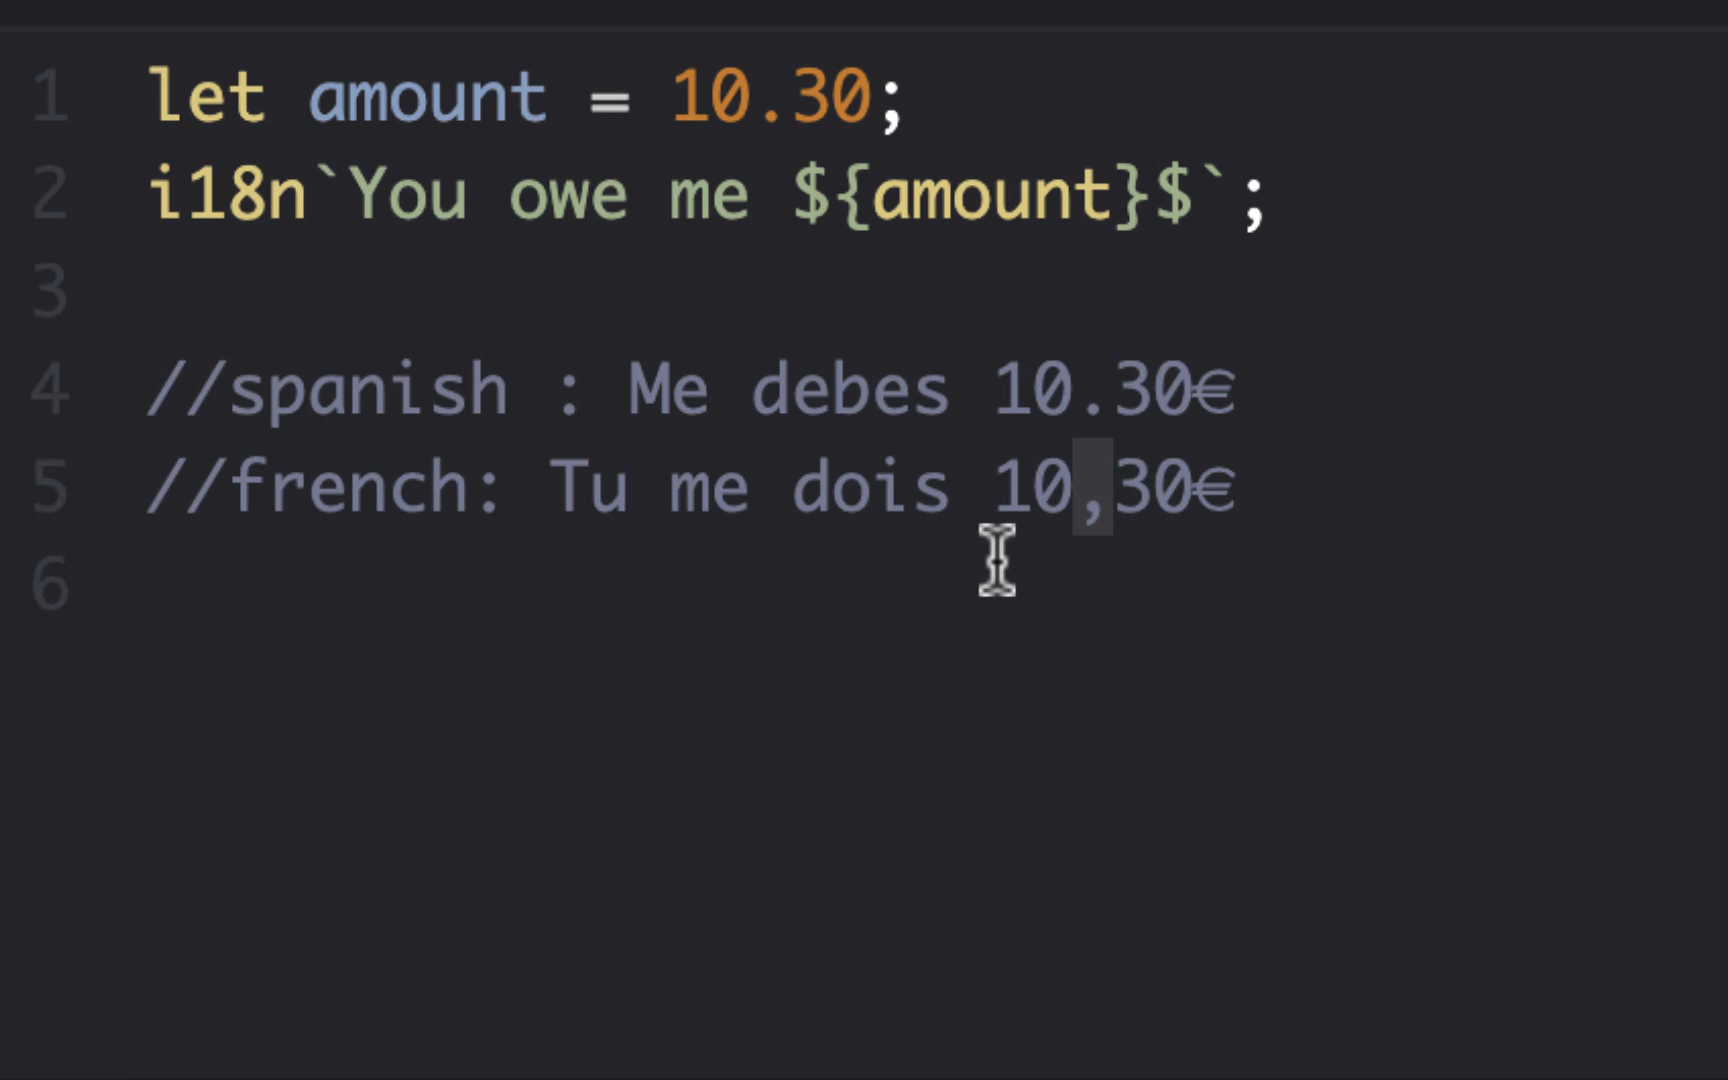 1 let amount = 10.30;
2 i18n`You owe me ${amount}$`;
3
4 //spanish : Me debes 10.30€
5 //french: Tu me dois 10,30€
6